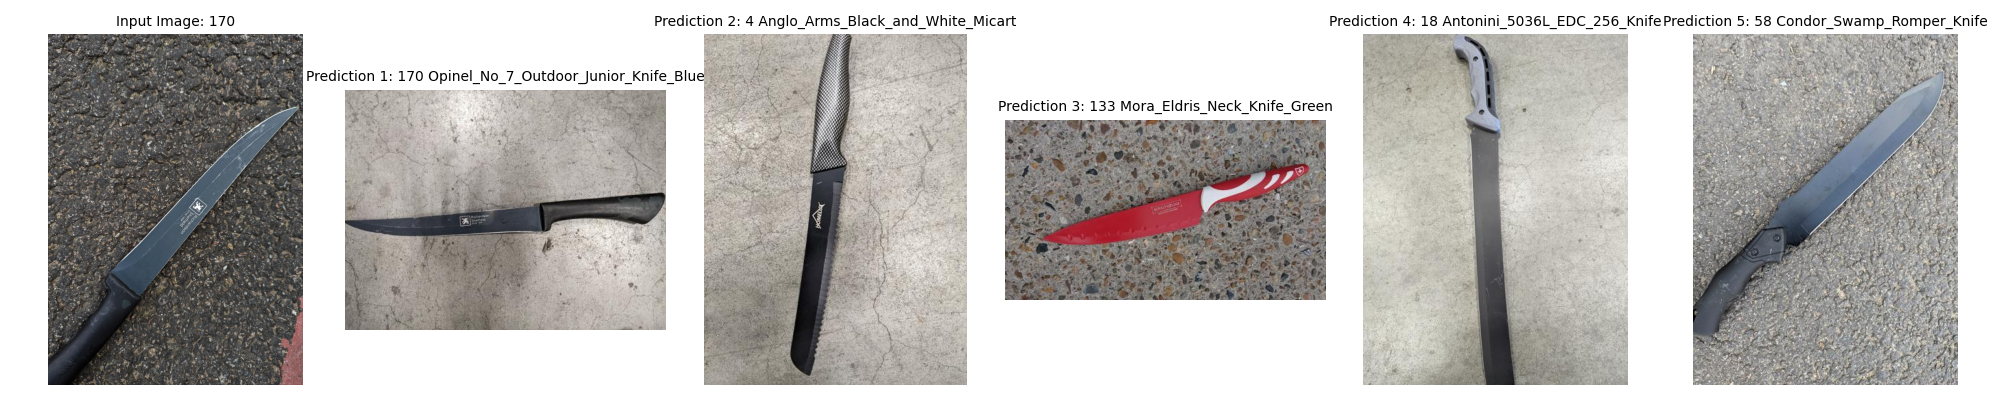 Input Image: 170
Prediction 1: 170 Opinel_No_7_Outdoor_Junior_Knife_Blue
Prediction 2: 4 Anglo_Arms_Black_and_White_Micart
Prediction 3: 133 Mora_Eldris_Neck_Knife_Green
Prediction 4: 18 Antonini_5036L_EDC_256_Knife
Prediction 5: 58 Condor_Swamp_Romper_Knife